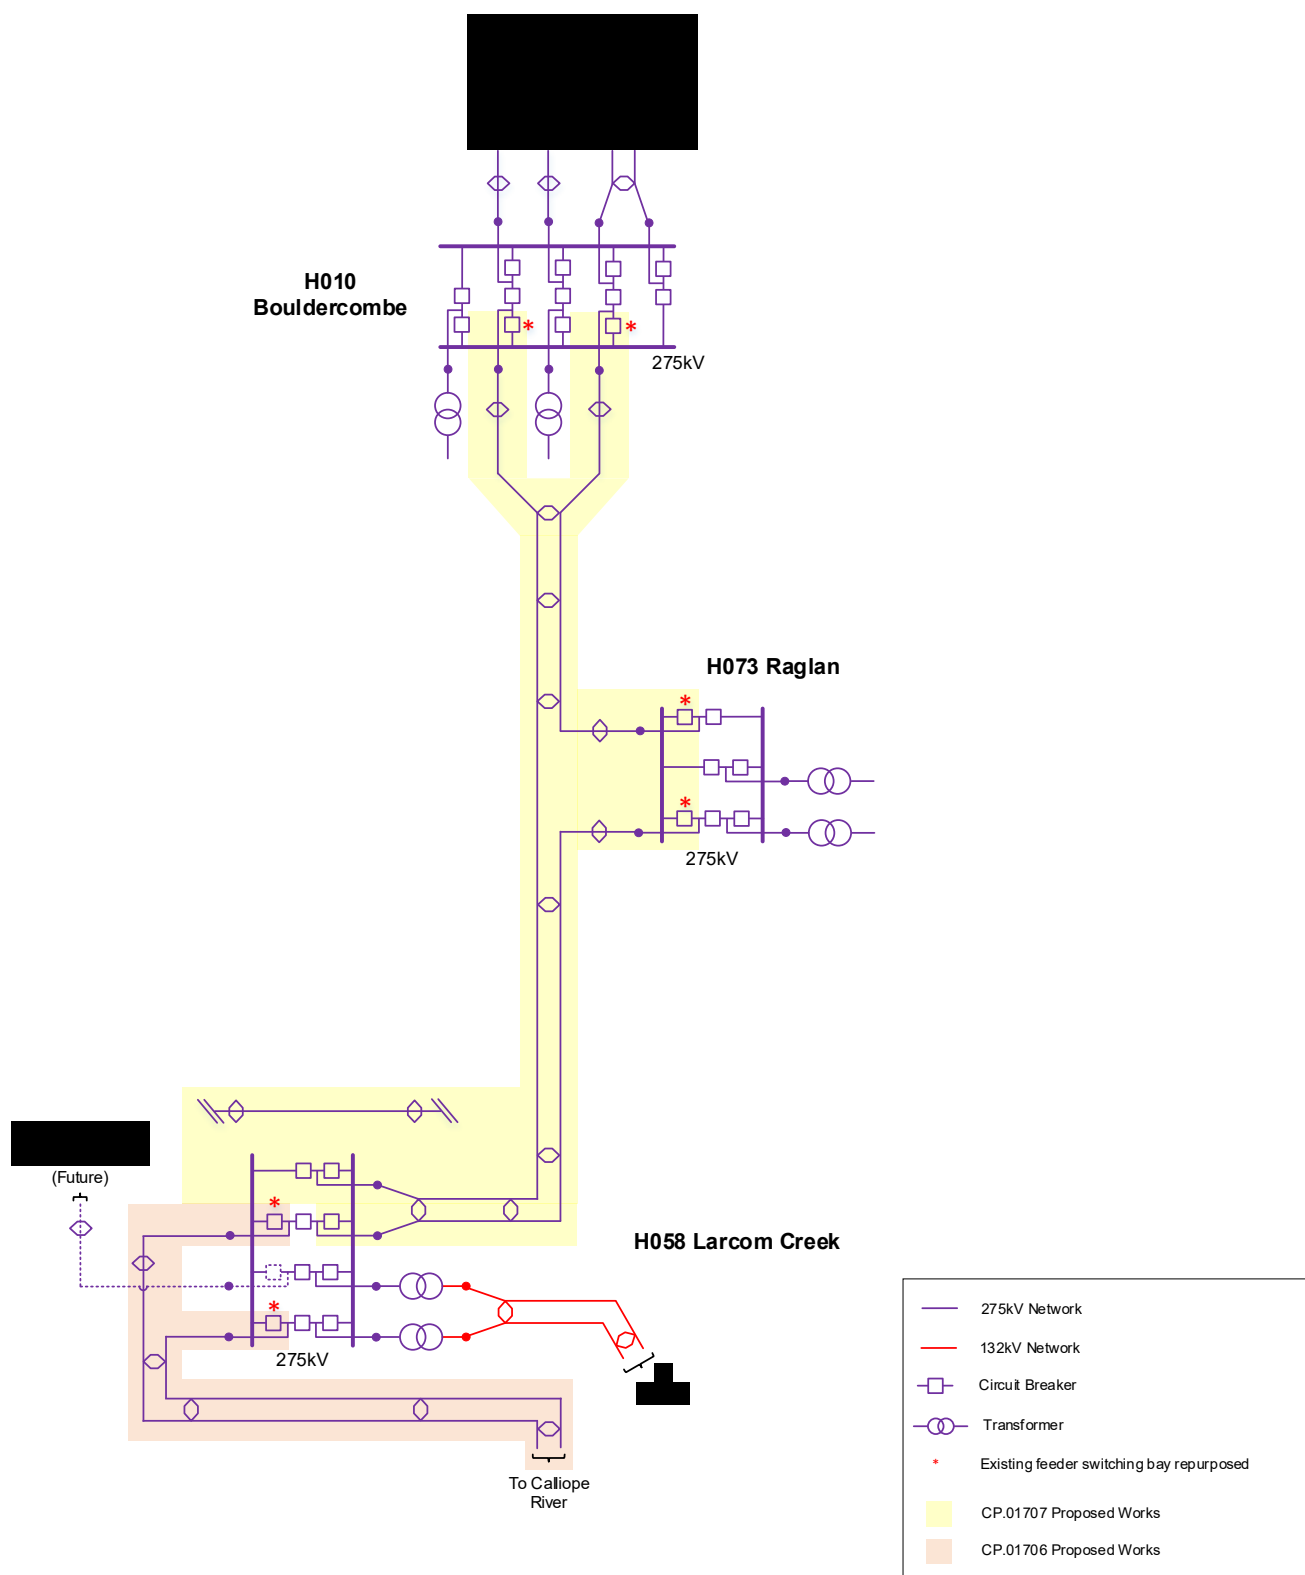 H010
Bouldercombe
*
*
275kV
H073 Raglan
*
*
275kV
(Future)
*
H058 Larcom Creek
*
275kV
To Calliope
River
275kV Network
132kV Network
Circuit Breaker
Transformer
* Existing feeder switching bay repurposed
CP.01707 Proposed Works
CP.01706 Proposed Works